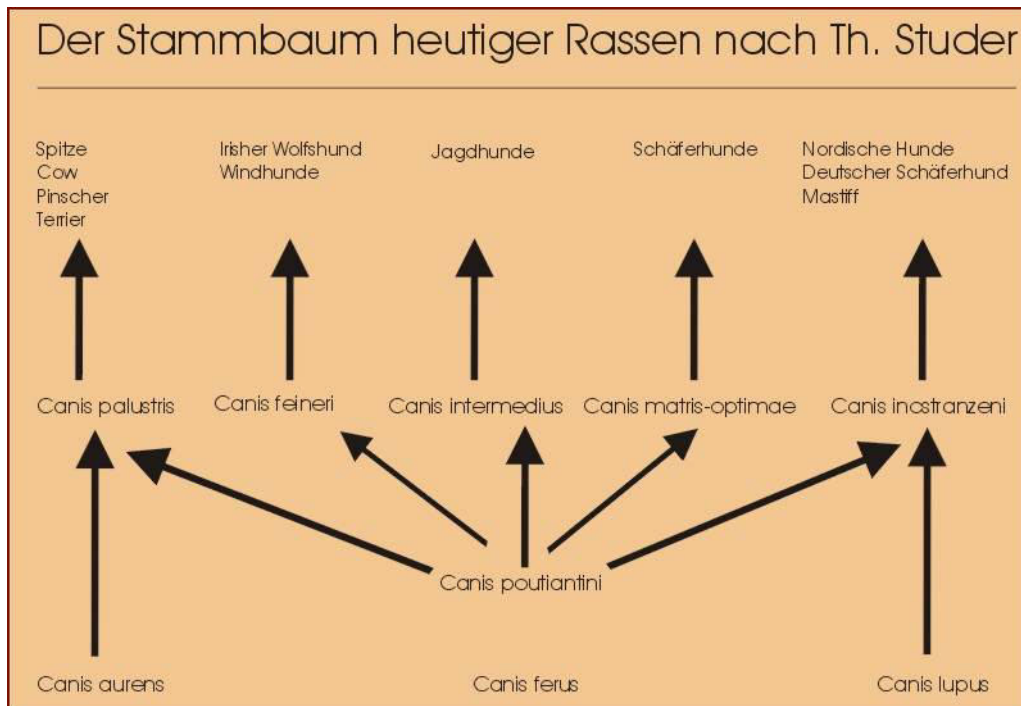 Der Stammbaum heutiger Rassen nach Th. Studer
Spitze
Cow
Pinscher
Terrier
Irisher Wolfshund
Windhunde
Jagdhunde
Schäferhunde
Nordische Hunde
Deutscher Schäferhund
Mastiff
Canis palustris
Canis feineri
Canis intermedius
Canis matris-optimae
Canis inostranzeni
Canis poutiantini
Canis aurens
Canis ferus
Canis lupus